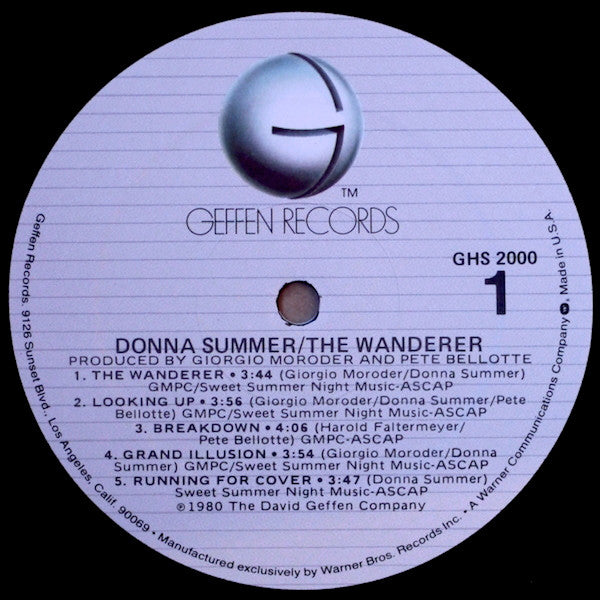 TM
GEFFEN RECORDS
GHS 2000
1
DONNA SUMMER/THE WANDERER
PRODUCED BY GIORGIO MORODER AND PETE BELLOTTE
1. THE WANDERER • 3:44 (Giorgio Moroder/Donna Summer)
GMPC/Sweet Summer Night Music-ASCAP
2. LOOKING UP • 3:56 (Giorgio Moroder/Donna Summer/Pete
Bellotte) GMPC/Sweet Summer Night Music-ASCAP
3. BREAKDOWN • 4:06 (Harold Faltermeyer/
Pete Bellotte) GMPC-ASCAP
4. GRAND ILLUSION • 3:54 (Giorgio Moroder/Donna
Summer) GMPC/Sweet Summer Night Music-ASCAP
5. RUNNING FOR COVER • 3:47 (Donna Summer)
Sweet Summer Night Music-ASCAP
℗1980 The David Geffen Company
Geffen Records, 9126 Sunset Blvd., Los Angeles, Calif. 90069 • Manufactured exclusively by Warner Bros. Records Inc. • A Warner Communications Company, Made in U.S.A.